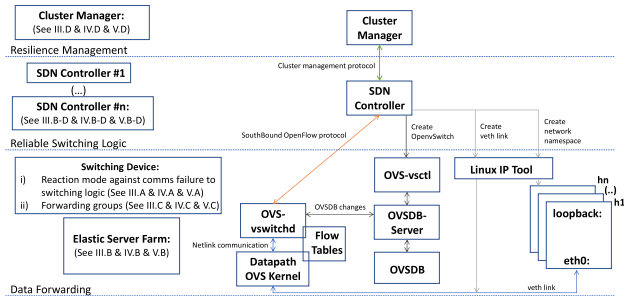 Cluster Manager:
(See III.D & IV.D & V.D)
Cluster
Manager
Resilience Management
Cluster management protocol
SDN Controller #1
(...)
SDN Controller #n:
(See III.B-D & IV.B-D & V.B-D)
SDN
Controller
SouthBound OpenFlow protocol
Create
OpenvSwitch
Create
veth link
Create
network
namespace
Reliable Switching Logic
Switching Device:
i) Reaction mode against comms failure to
switching logic (See III.A & IV.A & V.A)
ii) Forwarding groups (See III.C & IV.C & V.C)
OVS-vsctl
Linux IP Tool
hn
(..)
h1
loopback:
eth0:
OVS-
vswitchd
OVSDB changes
OVSDB-
Server
Flow
Tables
Elastic Server Farm:
(See III.B & IV.B & V.B)
Netlink communication
Datapath
OVS Kernel
OVSDB
veth link
Data Forwarding